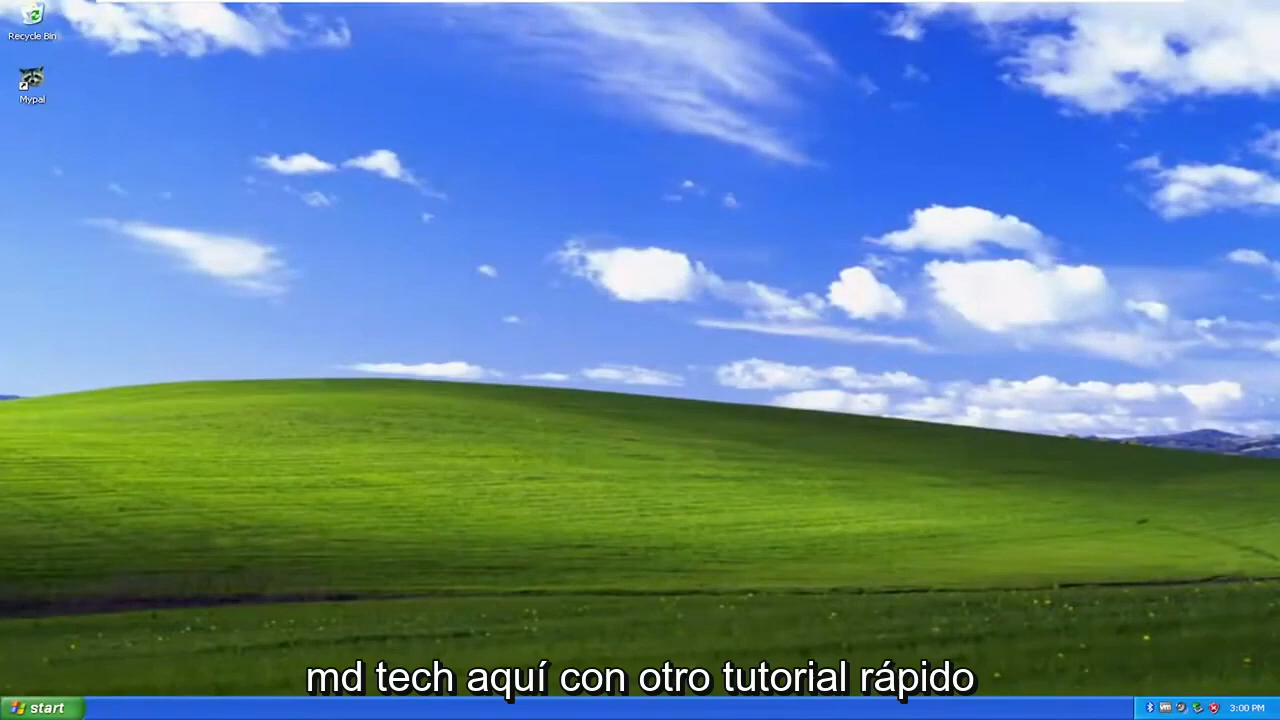 Recycle Bin
Mypal
md tech aquí con otro tutorial rápido
start
3:00 PM